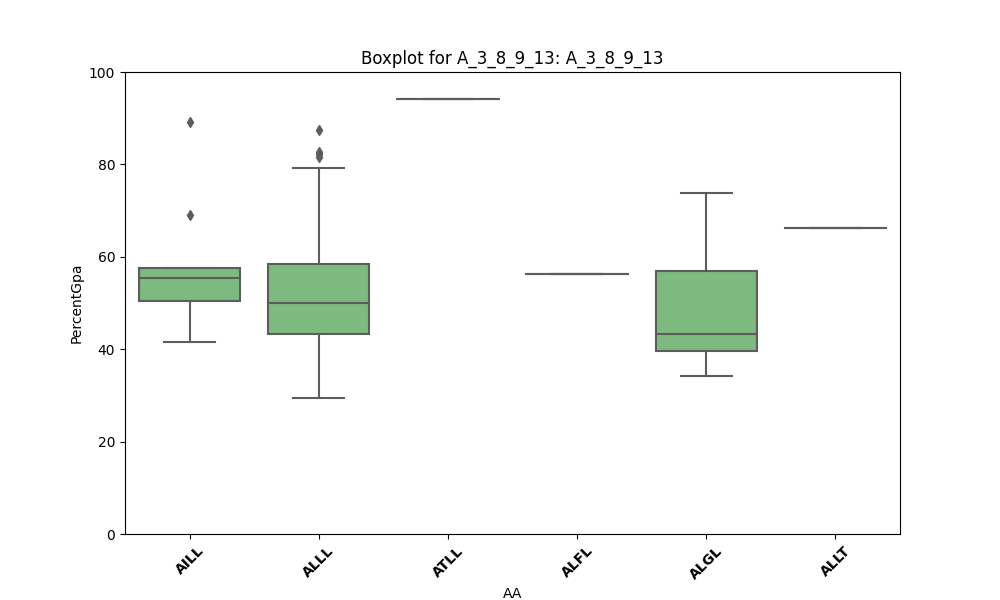 Boxplot for A_3_8_9_13: A_3_8_9_13
100
80
60
40
20
0
PercentGpa
AILL
ALLL
ATLL
ALFL
ALGL
ALLT
AA